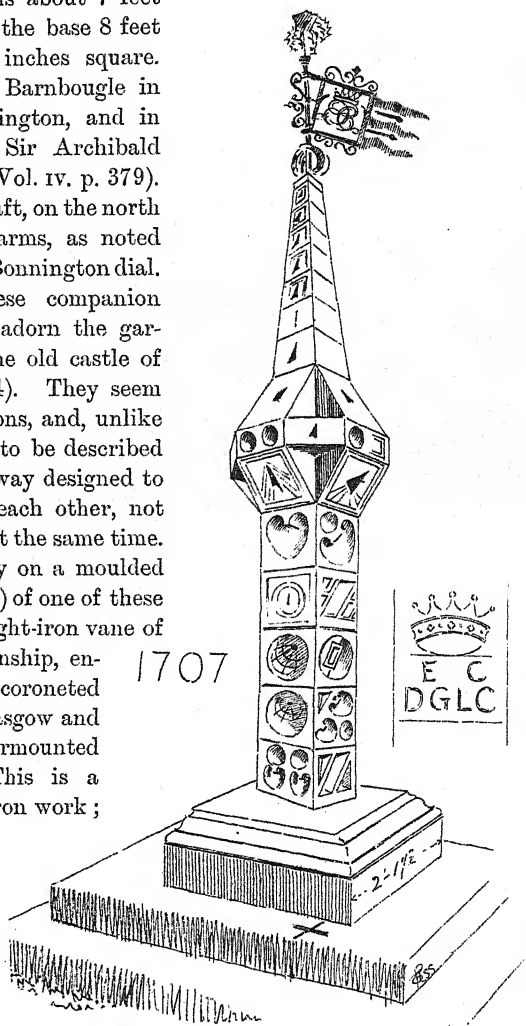 is about 7 feet
the base 8 feet
inches square.
Barnbougle in
ington, and in
Sir Archibald
Vol. IV. p. 379).
aft, on the north
arms, as noted
Bonnington dial.
ese companion
adorn the gar-
e old castle of
4). They seem
ons, and, unlike
to be described
way designed to
each other, not
t the same time.
y on a moulded
) of one of these
ght-iron vane of
nship, en-
coroneted
sgow and
rmounted
This is a
ron work ;
1707
E C
DGLC
2-1½